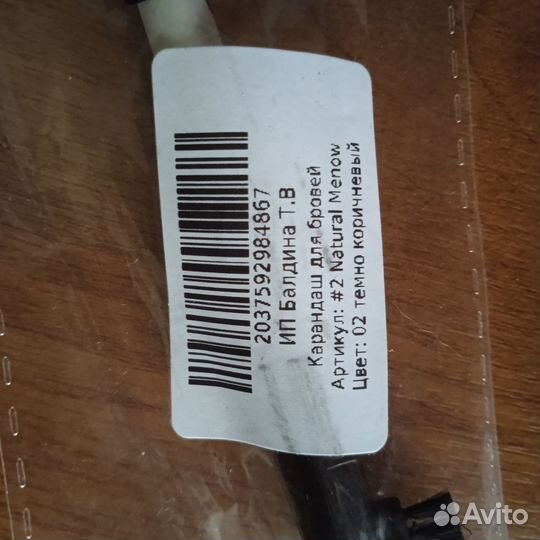 2037592984867
ИП Балдина Т.В
Карандаш для бровей
Артикул: #2 Natural Menow
Цвет: 02 темно коричневый
Avito